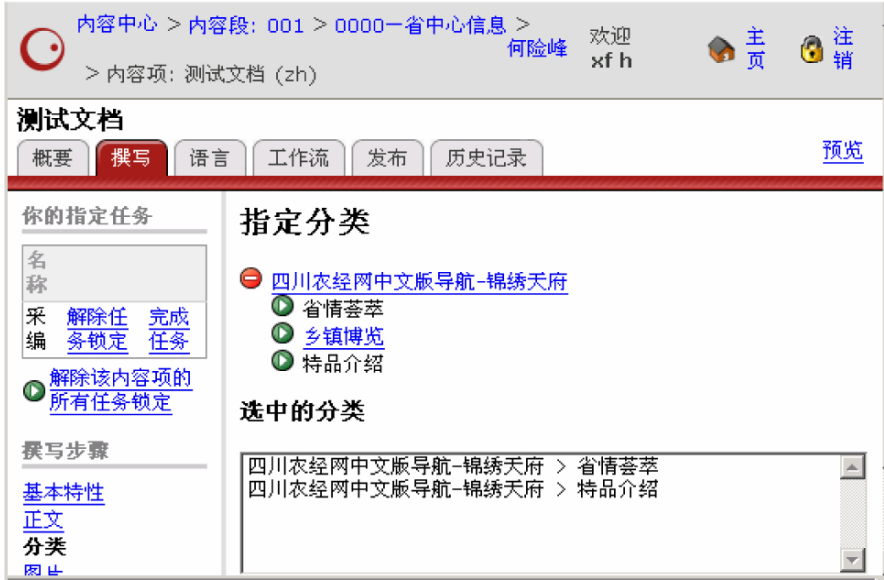 内容中心 > 内容段: 001 > 0000一省中心信息 >
何险峰
> 内容项: 测试文档 (zh)
欢迎
xf h
主页
注销
测试文档
概要
撰写
语言
工作流
发布
历史记录
预览
你的指定任务
名
称
采 解除任 完成
编 务锁定 任务
解除该内容项的
所有任务锁定
撰写步骤
基本特性
正文
分类
图片
指定分类
四川农经网中文版导航-锦绣天府
省情荟萃
乡镇博览
特品介绍
选中的分类
四川农经网中文版导航-锦绣天府 > 省情荟萃
四川农经网中文版导航-锦绣天府 > 特品介绍